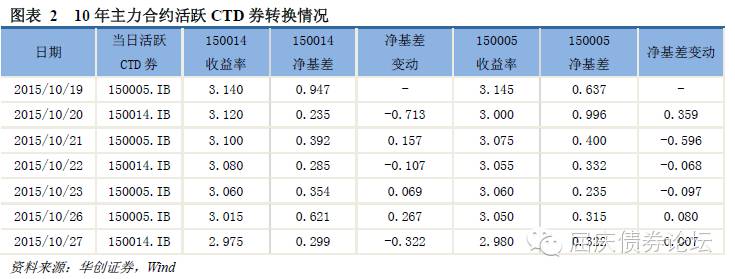 图表 2 10 年主力合约活跃 CTD 券转换情况
日期 当日活跃 CTD 券 150014 收益率 150014 净基差 净基差变动 150005 收益率 150005 净基差 净基差变动
2015/10/19 150005.IB 3.140 0.947 - 3.145 0.637 -
2015/10/20 150014.IB 3.120 0.235 -0.713 3.000 0.996 0.359
2015/10/21 150005.IB 3.100 0.392 0.157 3.075 0.400 -0.596
2015/10/22 150014.IB 3.080 0.285 -0.107 3.055 0.332 -0.068
2015/10/23 150005.IB 3.060 0.354 0.069 3.060 0.235 -0.097
2015/10/26 150005.IB 3.015 0.621 0.267 3.050 0.315 0.080
2015/10/27 150014.IB 2.975 0.299 -0.322 2.980 0.322 0.007
屈庆债券论坛
资料来源：华创证券，Wind